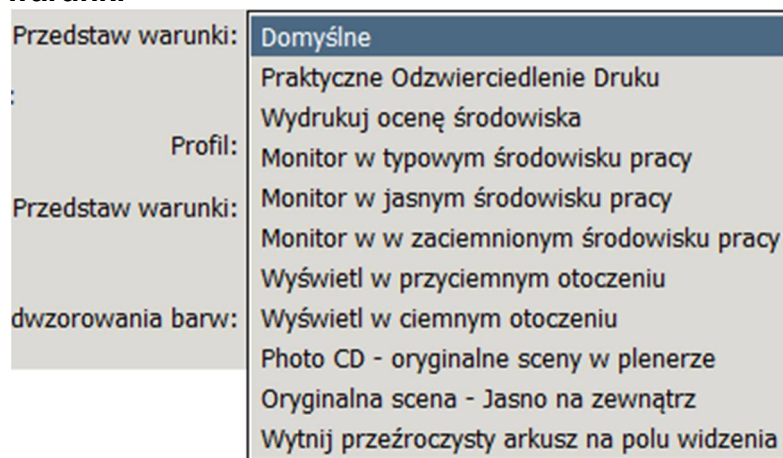 Przedstaw warunki: Domyślne
Praktyczne Odzwierciedlenie Druku
Wydrukuj ocenę środowiska
Profil:
Monitor w typowym środowisku pracy
Przedstaw warunki: Monitor w jasnym środowisku pracy
Monitor w w zaciemnionym środowisku pracy
Wyświetl w przyciemnym otoczeniu
dwzorowania barw: Wyświetl w ciemnym otoczeniu
Photo CD - oryginalne sceny w plenerze
Oryginalna scena - Jasno na zewnątrz
Wytnij przeźroczysty arkusz na polu widzenia